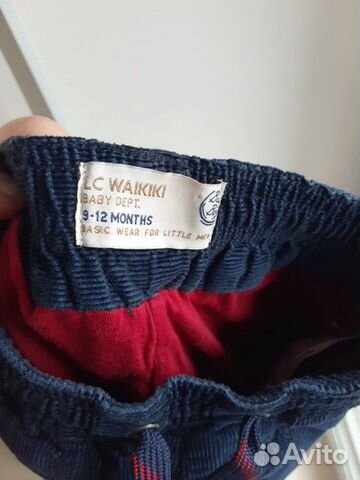 LC WAIKIKI
BABY DEPT.
9-12 MONTHS
BASIC WEAR FOR LITTLE MEN
Avito